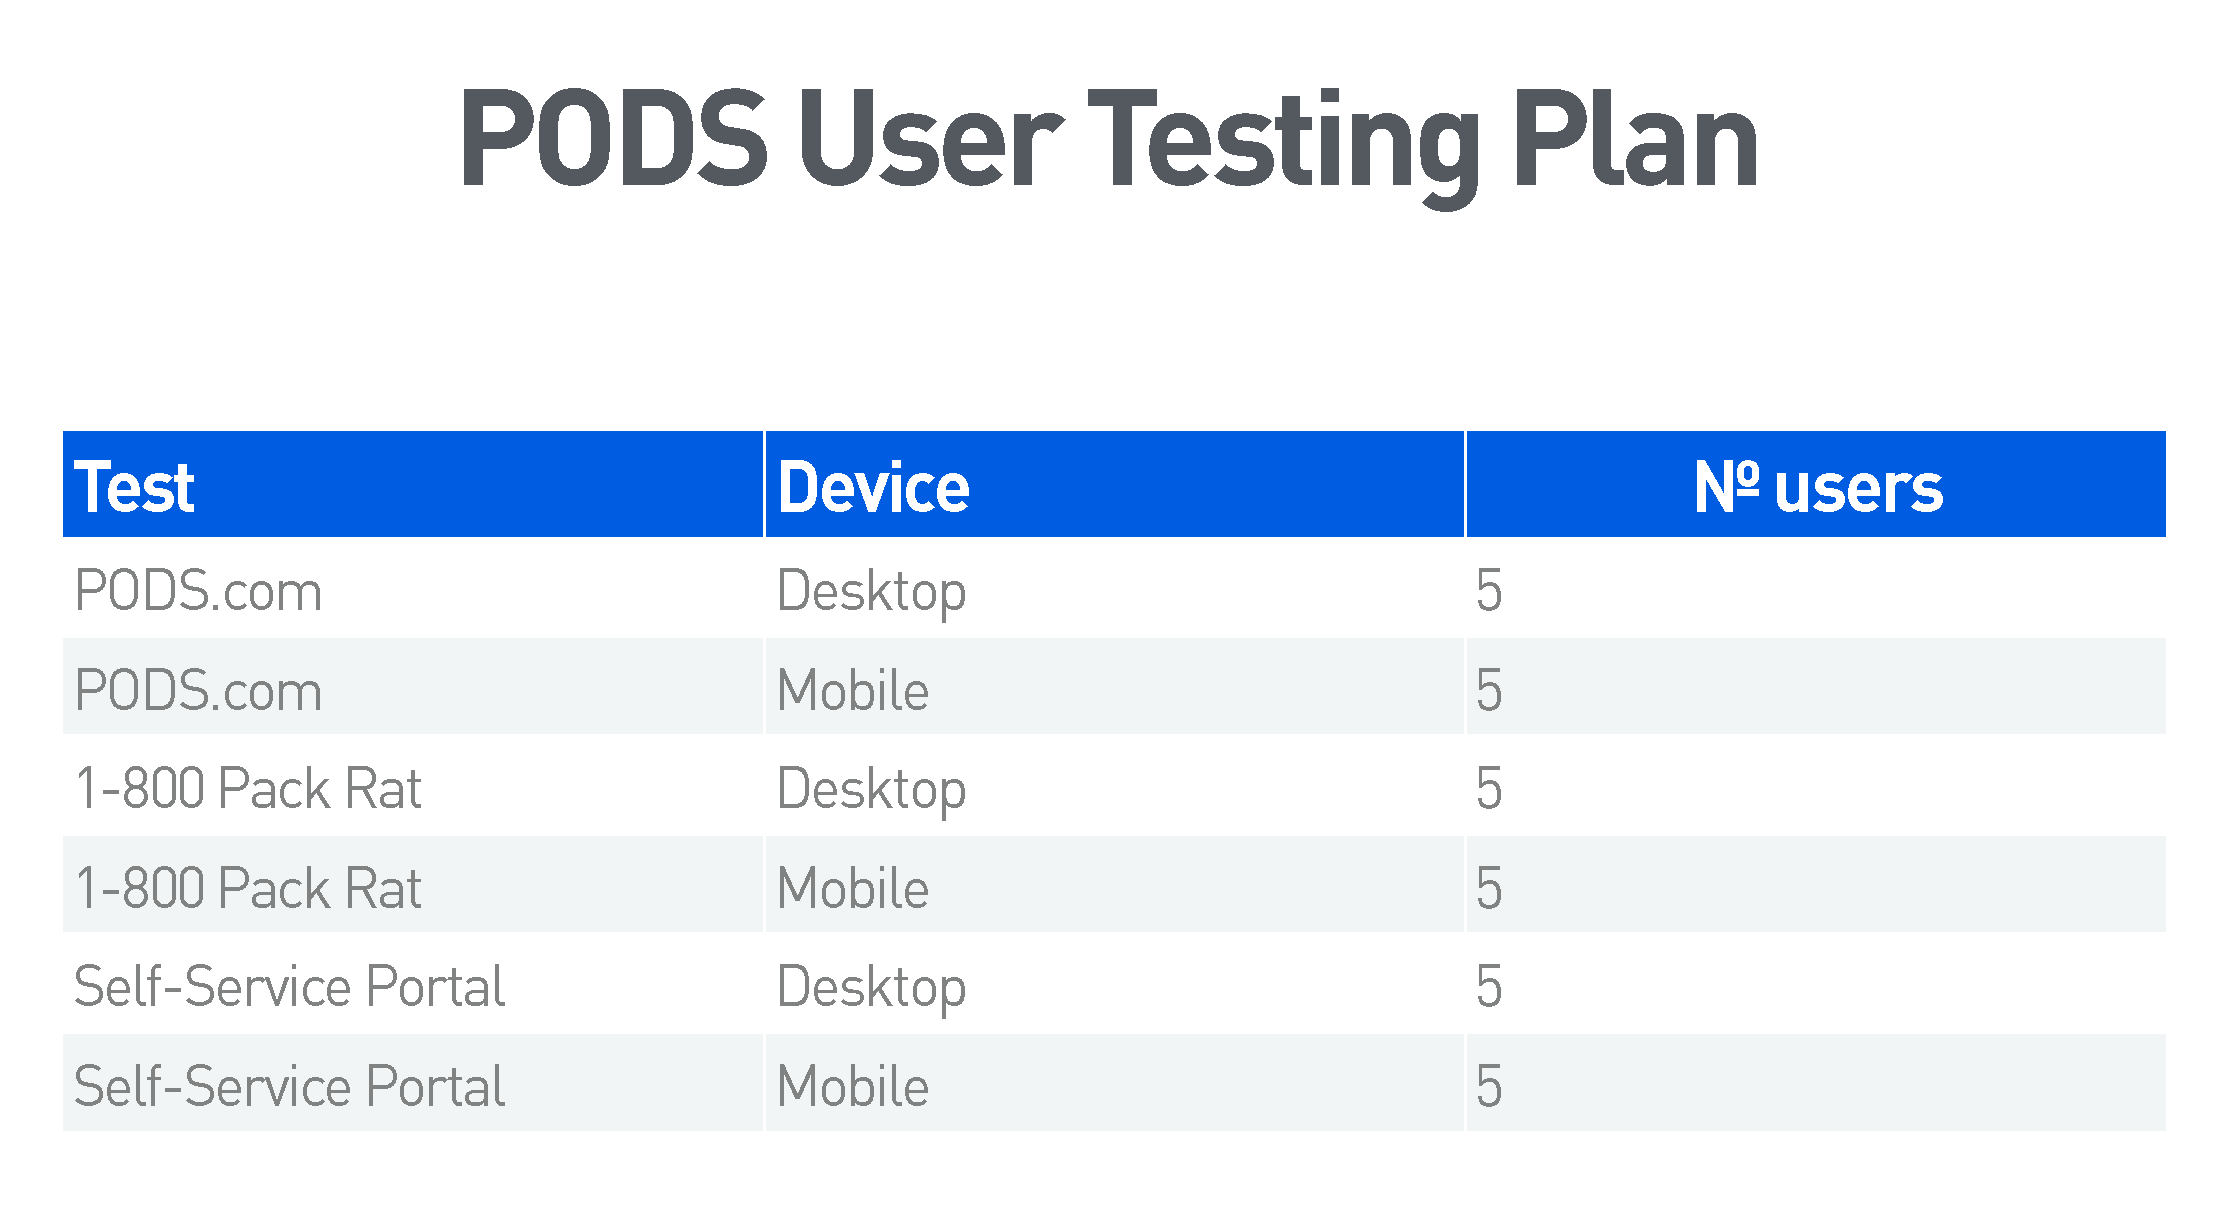 PODS User Testing Plan
Test Device Nº users
PODS.com Desktop 5
PODS.com Mobile 5
1-800 Pack Rat Desktop 5
1-800 Pack Rat Mobile 5
Self-Service Portal Desktop 5
Self-Service Portal Mobile 5